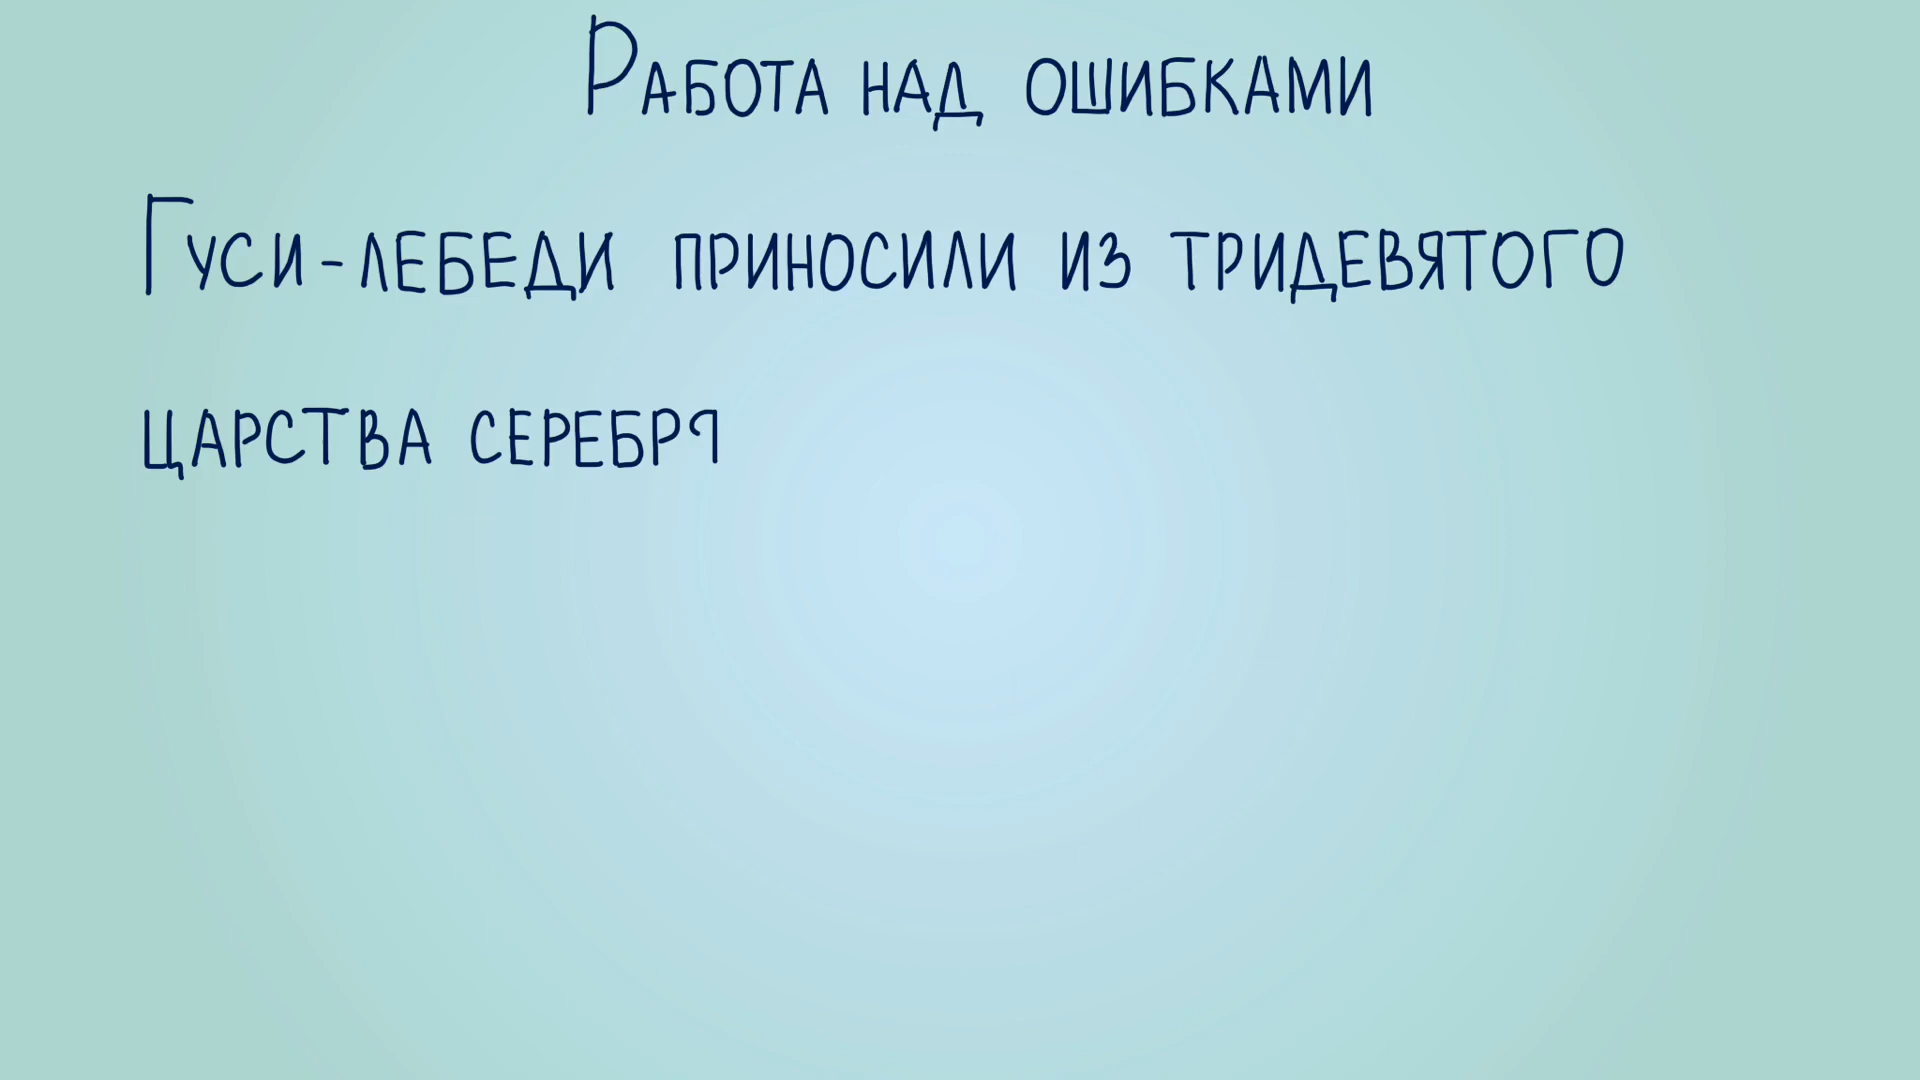 Работа над ошибками
Гуси-лебеди приносили из тридевятого
царства серебря